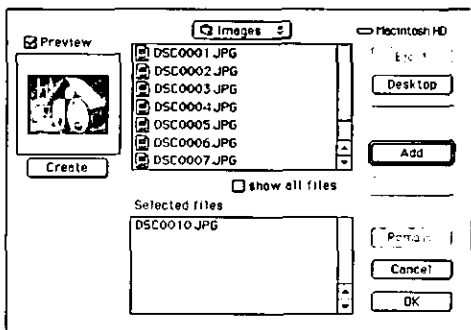 Preview
Images
Macintosh HD
DSC0001.JPG
DSC0002.JPG
DSC0003.JPG
DSC0004.JPG
DSC0005.JPG
DSC0006.JPG
DSC0007.JPG
Eject
Desktop
Add
Create
show all files
Selected files
DSC0010.JPG
Cancel
OK